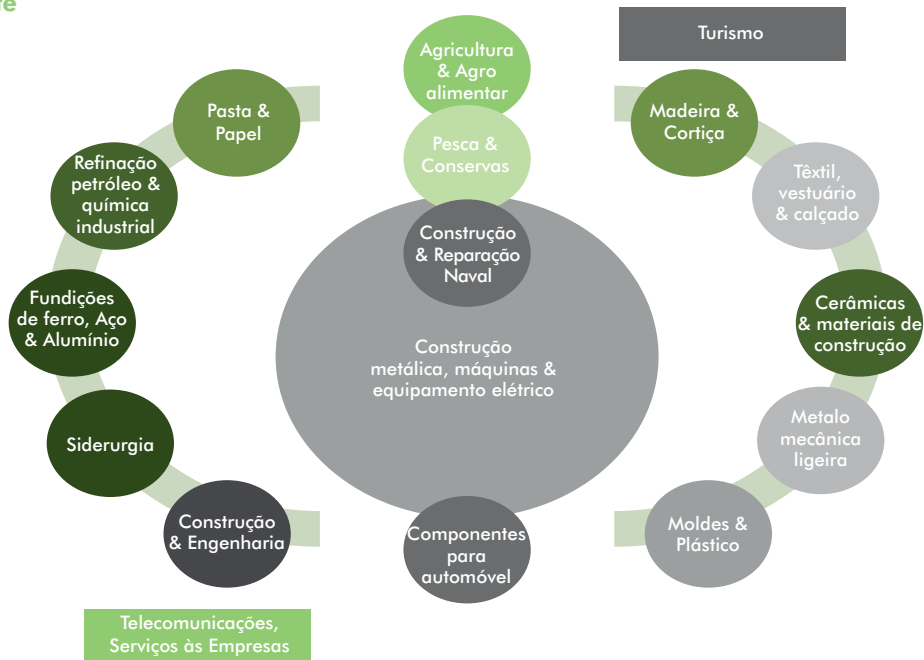 Turismo
Agricultura
& Agro
alimentar
Pasta &
Papel
Madeira &
Cortiça
Pesca &
Conservas
Refinação
petróleo &
química
industrial
Têxtil,
vestuário
& calçado
Construção
& Reparação
Naval
Fundições
de ferro, Aço
& Alumínio
Cerâmicas
& materiais de
construção
Construção
metálica, máquinas &
equipamento elétrico
Siderurgia
Metalo
mecânica
ligeira
Construção
& Engenharia
Componentes
para
automóvel
Moldes &
Plástico
Telecomunicações,
Serviços às Empresas